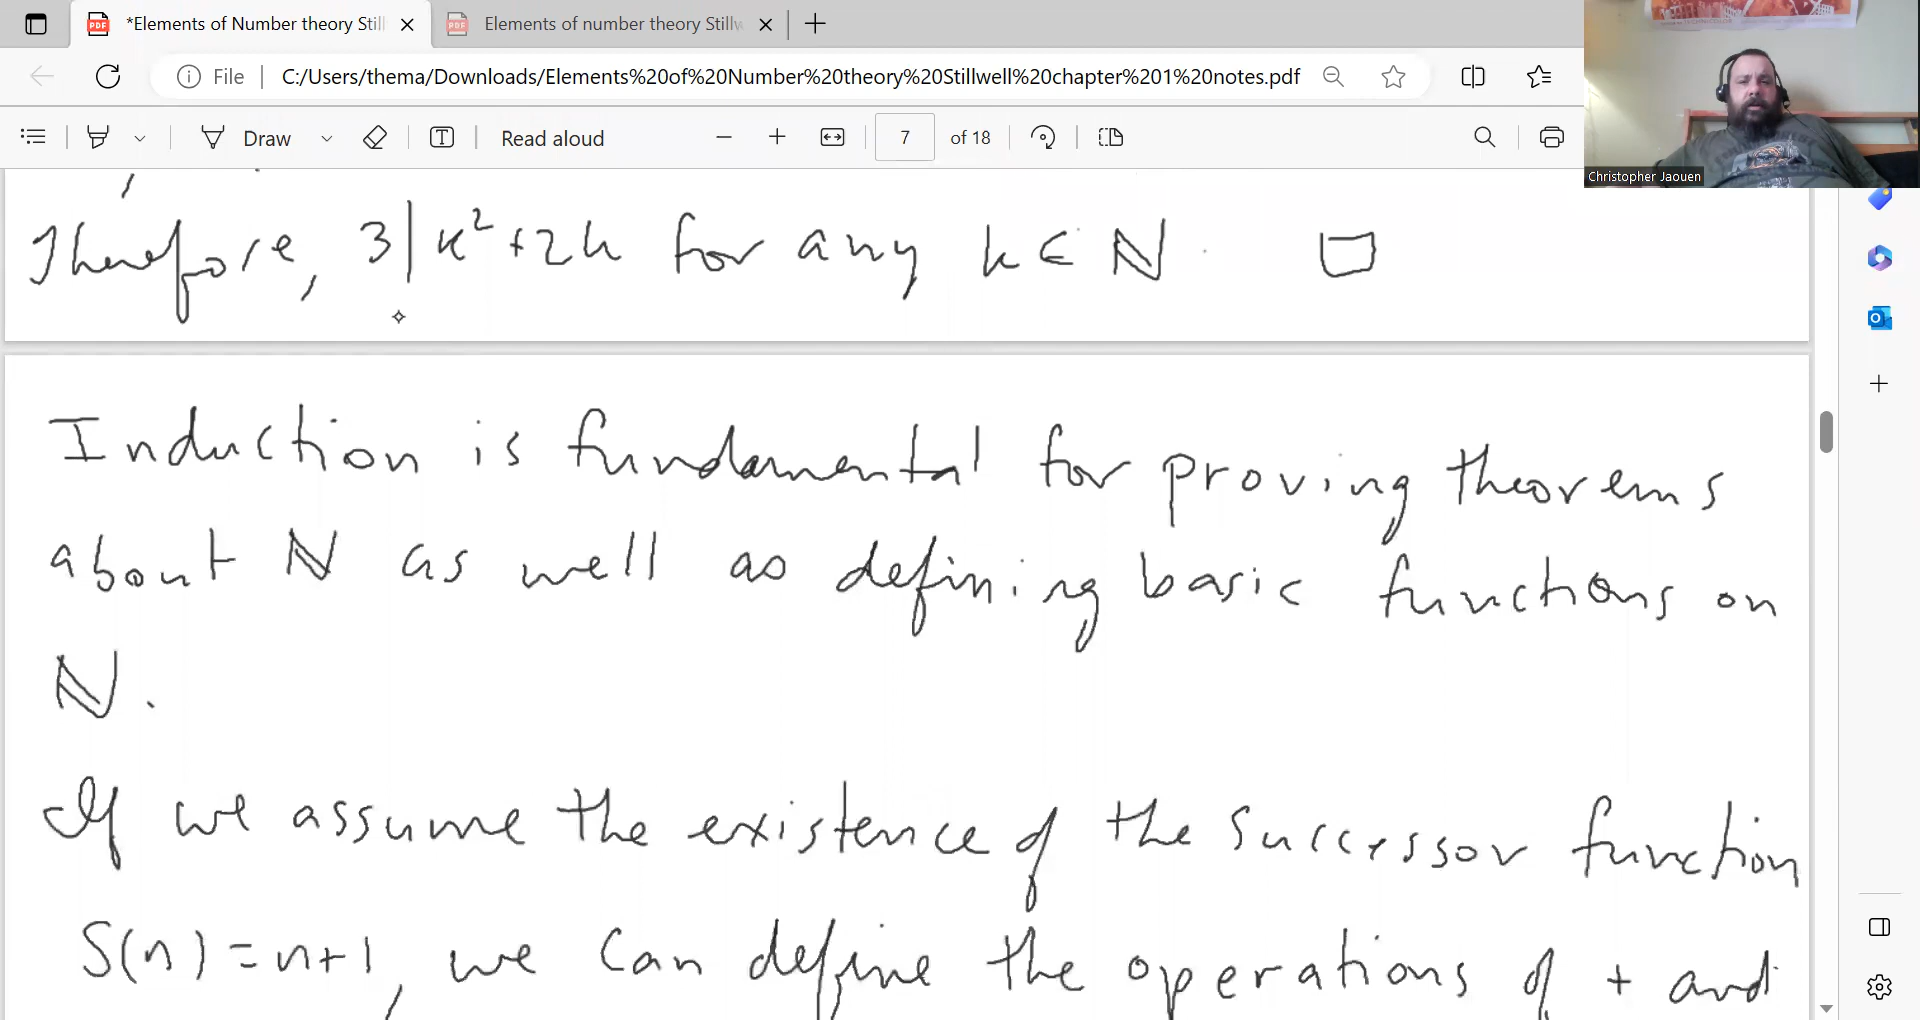 *Elements of Number theory Still
Elements of number theory Stillw
File
C:/Users/thema/Downloads/Elements%20of%20Number%20theory%20Stillwell%20chapter%201%20notes.pdf
Draw
Read aloud
7
of 18
Christopher Jaouen
Therefore, 3 | k² + 2k for any k ∈ ℕ. □
Induction is fundamental for proving theorems
about ℕ as well as defining basic functions on
ℕ.
If we assume the existence of the successor function
S(n) = n+1, we can define the operations of + and